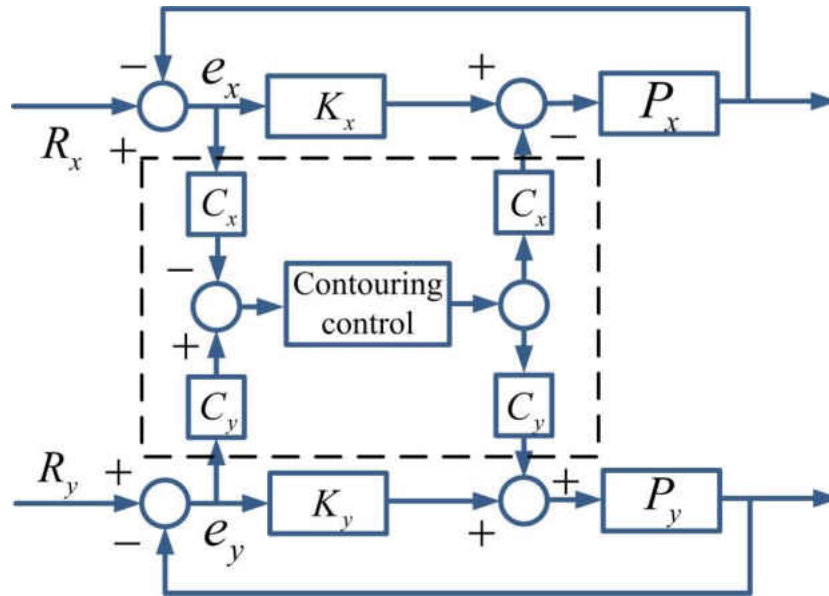 − e_x + 
K_x P_x
R_x + −
C_x C_x
−
Contouring
control
+
C_y C_y
R_y + +
K_y P_y
− e_y +